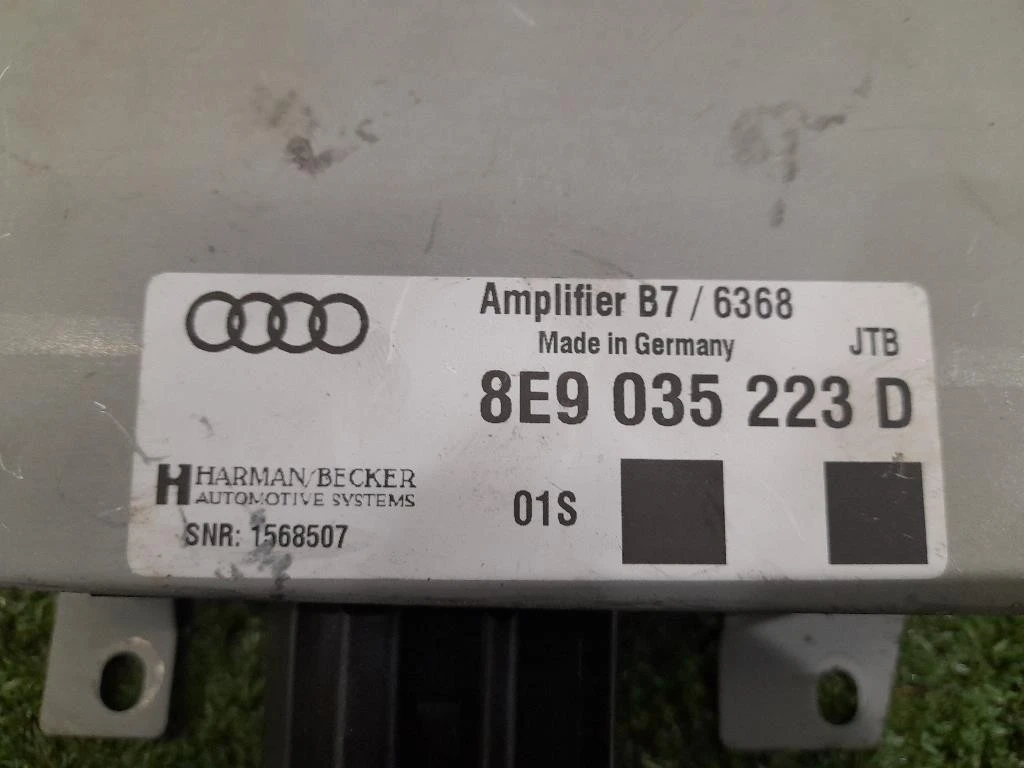 Amplifier B7 / 6368
Made in Germany
JTB
8E9 035 223 D
H HARMAN/BECKER
AUTOMOTIVE SYSTEMS
01S
SNR: 1568507